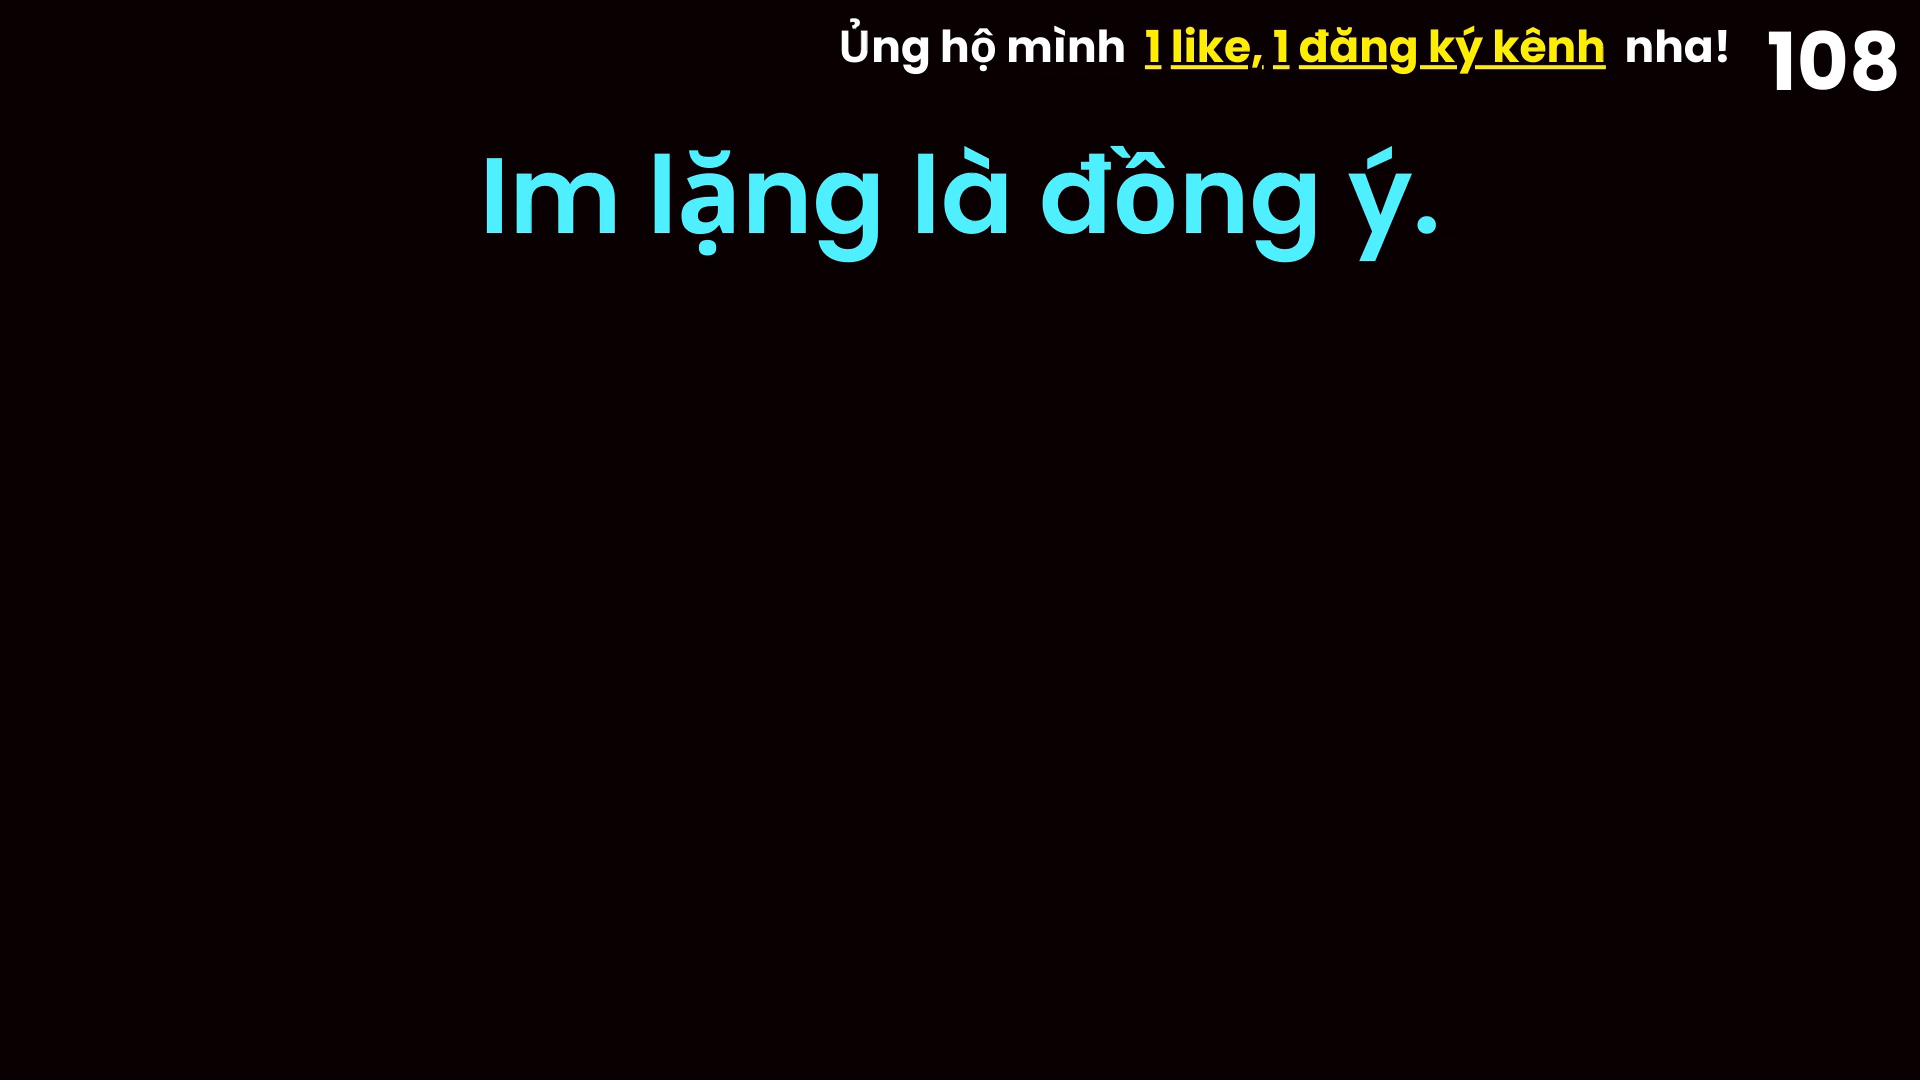 Ủng hộ mình 1 like, 1 đăng ký kênh nha! 108
Im lặng là đồng ý.